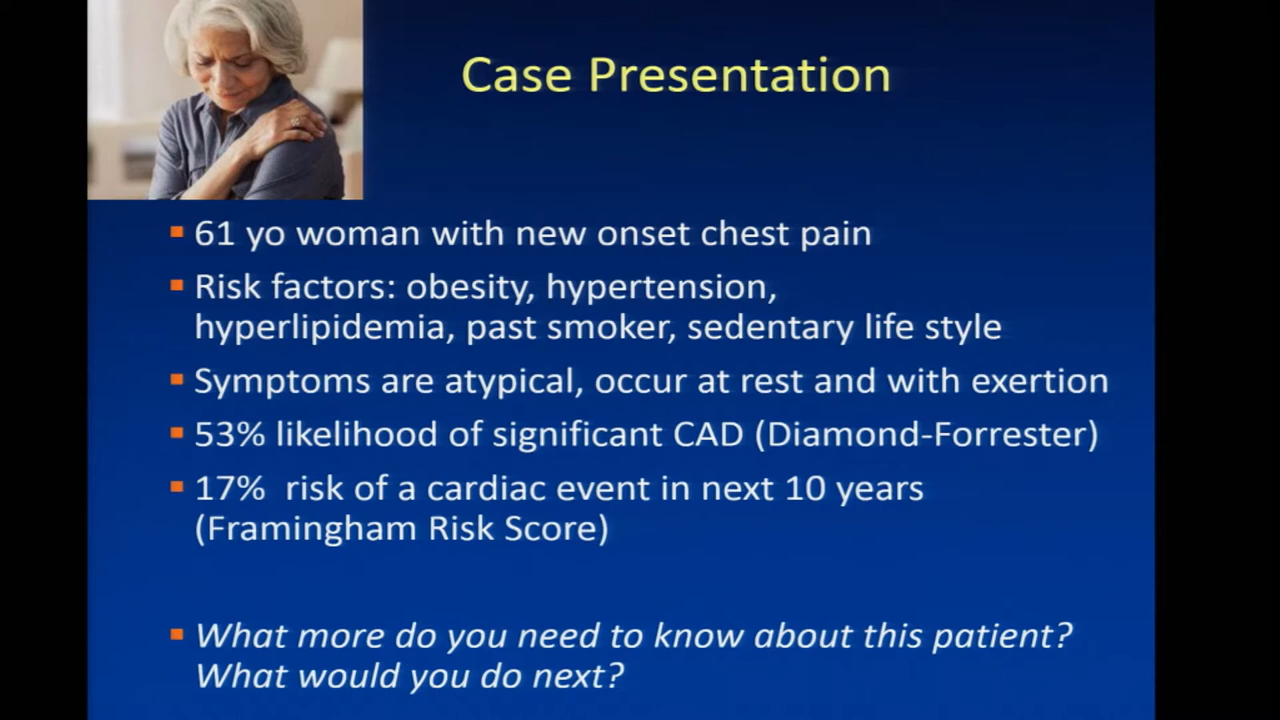 Case Presentation
61 yo woman with new onset chest pain
Risk factors: obesity, hypertension,
hyperlipidemia, past smoker, sedentary life style
Symptoms are atypical, occur at rest and with exertion
53% likelihood of significant CAD (Diamond-Forrester)
17%  risk of a cardiac event in next 10 years
(Framingham Risk Score)
What more do you need to know about this patient?
What would you do next?